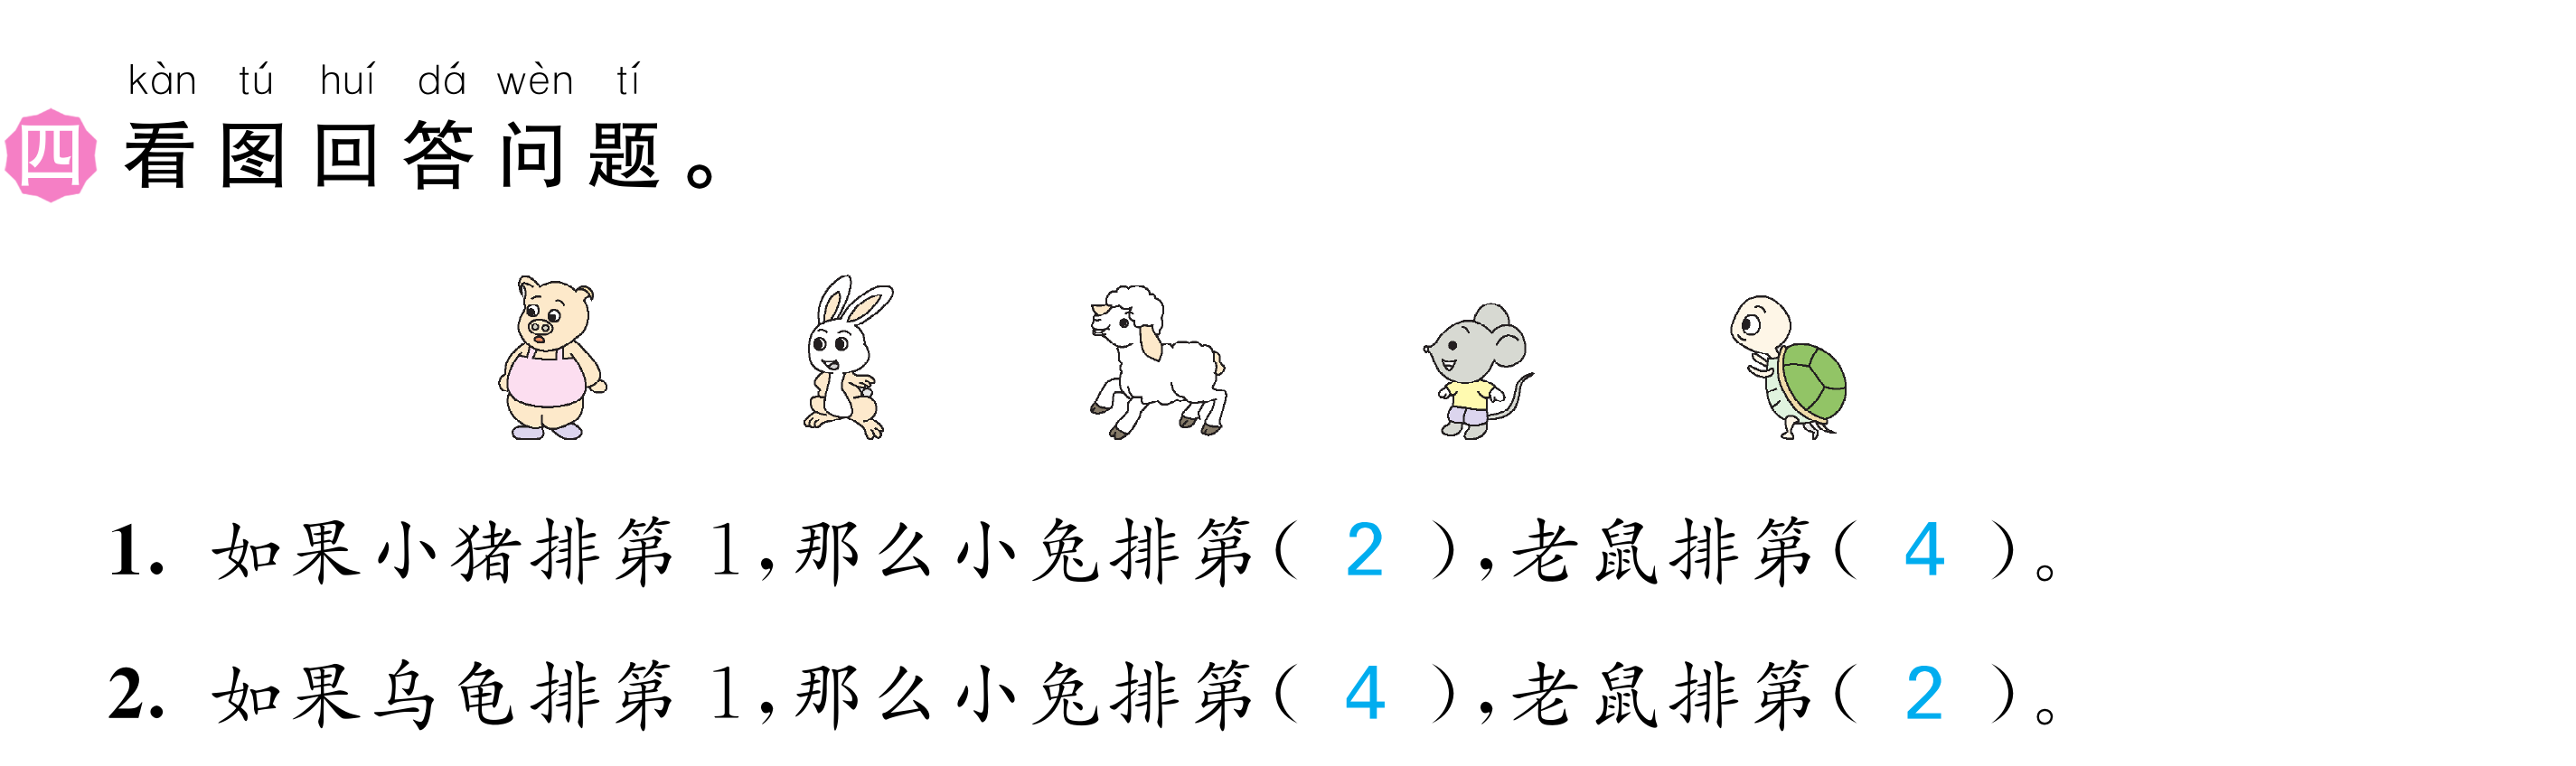 kàn tú huí dá wèn tí
四 看图回答问题。
1. 如果小猪排第1,那么小兔排第( 2 ),老鼠排第( 4 )。
2. 如果乌龟排第1,那么小兔排第( 4 ),老鼠排第( 2 )。